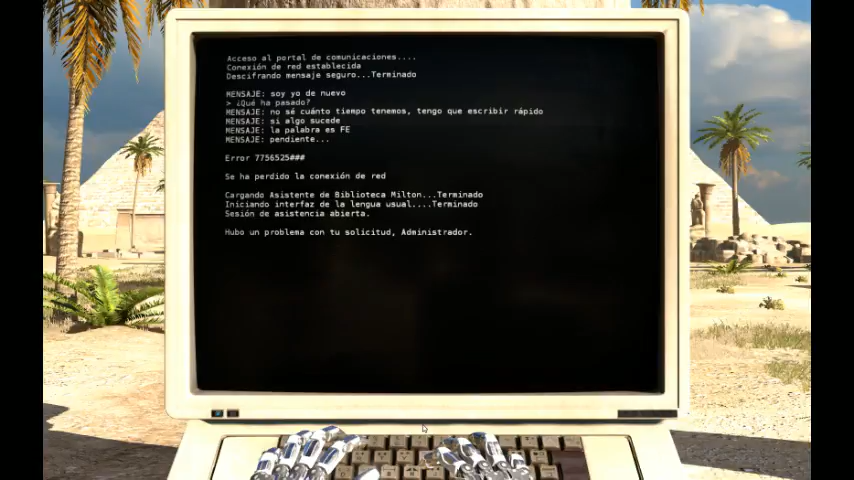 Acceso al portal de comunicaciones....
Conexión de red establecida
Descifrando mensaje seguro...Terminado
MENSAJE: soy yo de nuevo
> ¿Qué ha pasado?
MENSAJE: no sé cuánto tiempo tenemos, tengo que escribir rápido
MENSAJE: si algo sucede
MENSAJE: la palabra es FE
MENSAJE: pendiente...
Error 7756525###
Se ha perdido la conexión de red
Cargando Asistente de Biblioteca Milton...Terminado
Iniciando interfaz de la lengua usual....Terminado
Sesión de asistencia abierta.
Hubo un problema con tu solicitud, Administrador.